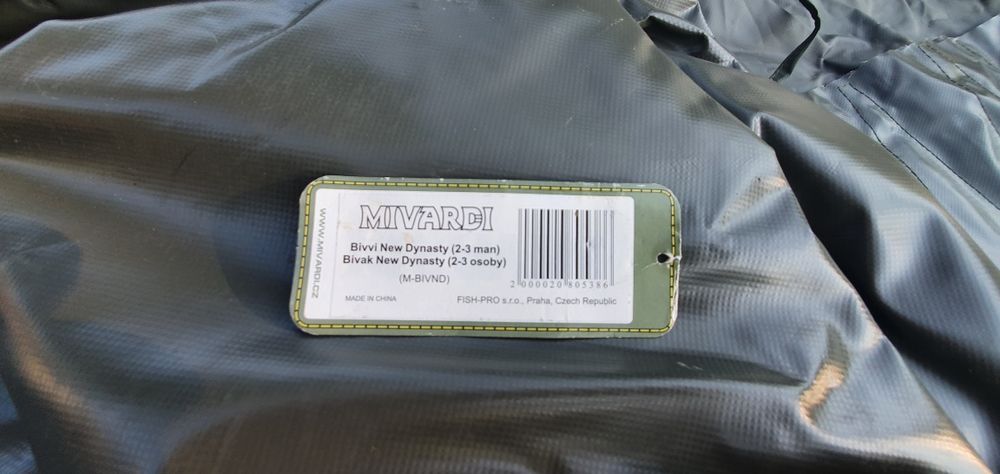 MIVARDI
Bivvi New Dynasty (2-3 man)
Bivak New Dynasty (2-3 osoby)
(M-BIVND)
2 000020 805386
MADE IN CHINA
FISH-PRO s.r.o., Praha, Czech Republic
WWW.MIVARDI.CZ